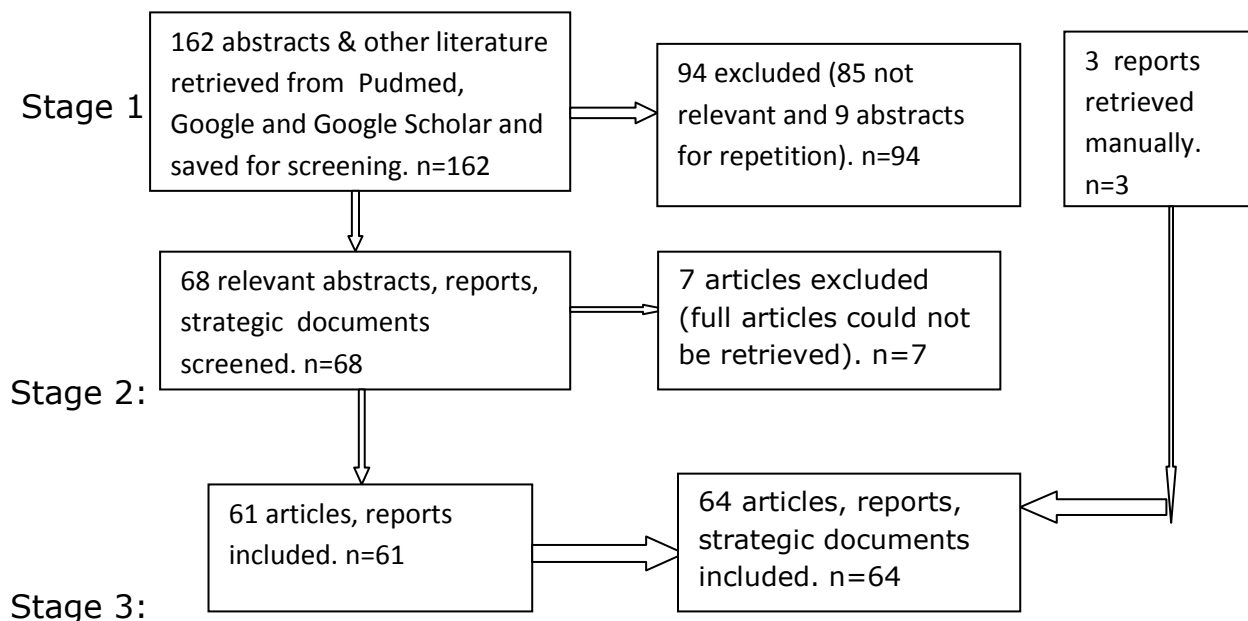 Stage 1
162 abstracts & other literature
retrieved from Pudmed,
Google and Google Scholar and
saved for screening. n=162
94 excluded (85 not
relevant and 9 abstracts
for repetition). n=94
3 reports
retrieved
manually.
n=3
Stage 2:
68 relevant abstracts, reports,
strategic documents
screened. n=68
7 articles excluded
(full articles could not
be retrieved). n=7
Stage 3:
61 articles, reports
included. n=61
64 articles, reports,
strategic documents
included. n=64